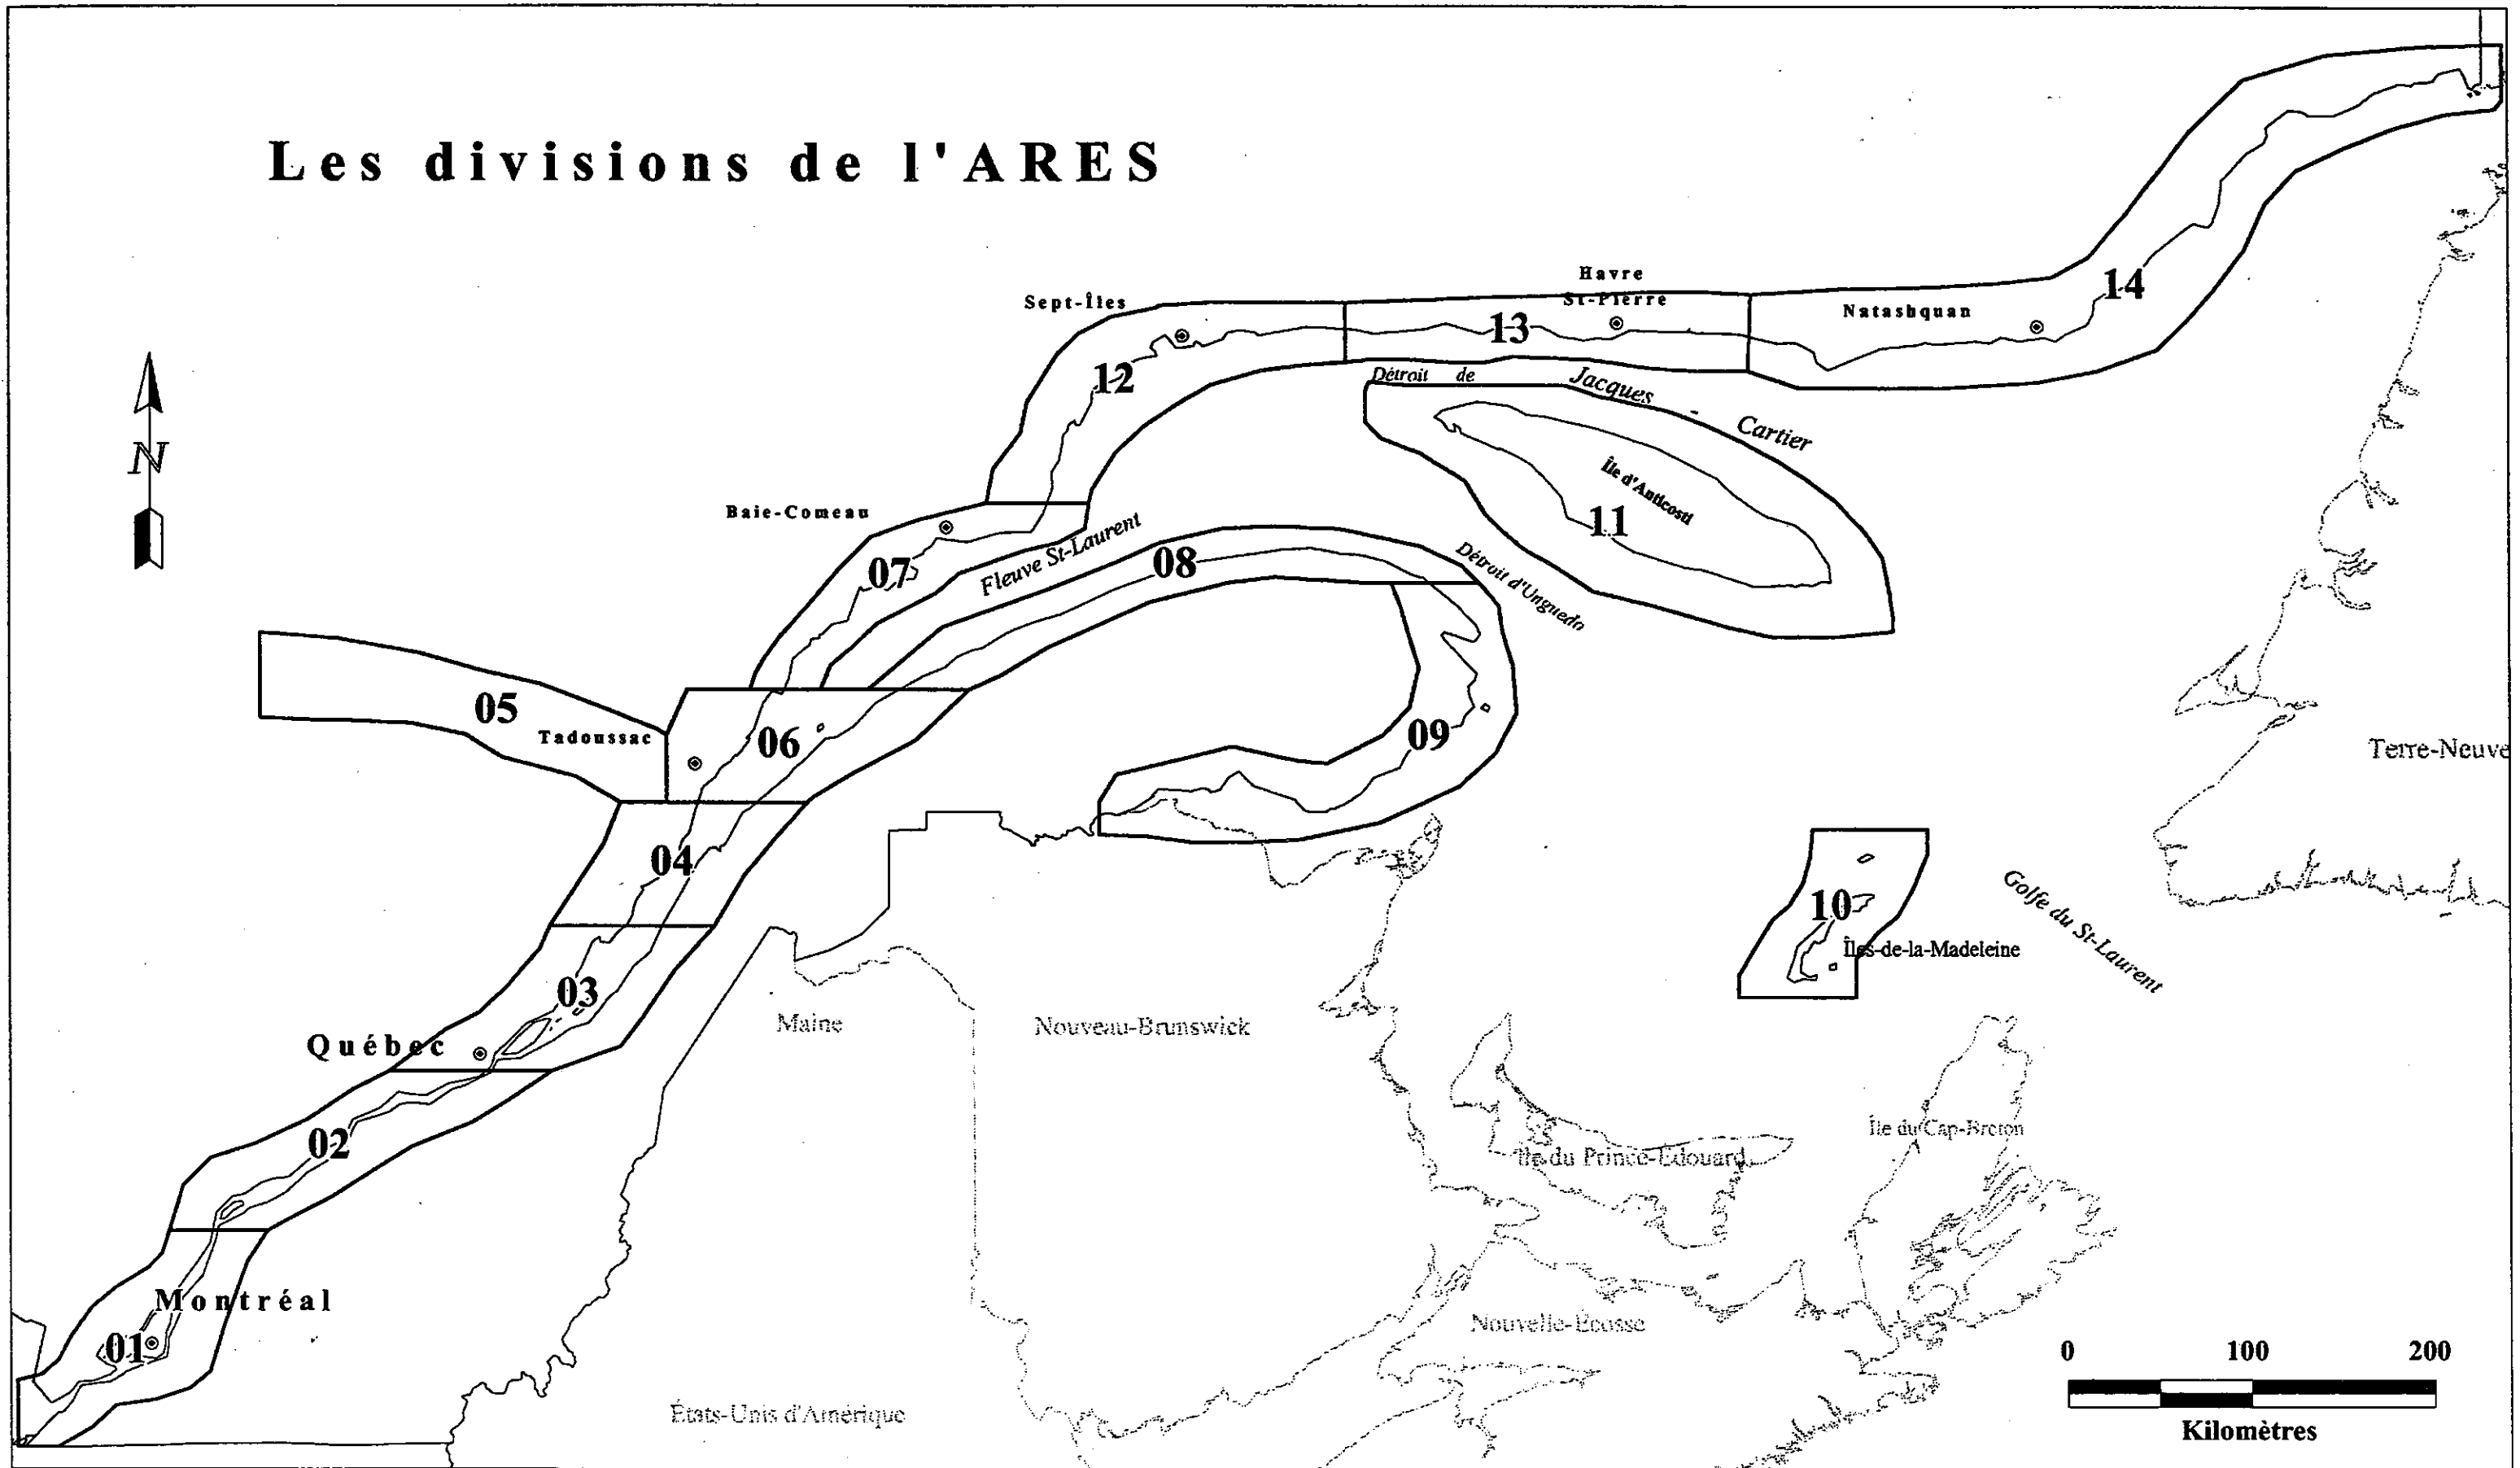 Les divisions de l'ARES
Havre
St-Pierre
Sept-Îles
Natashquan
14
13
12
Détroit de Jacques - Cartier
Île d'Anticosti
11
N
Baie-Comeau
Fleuve St-Laurent
08
07
Détroit d'Unguedo
05
Tadoussac
06
09
Terre-Neuve
04
10
Îles-de-la-Madeleine
Golfe du St-Laurent
03
Maine
Nouveau-Brunswick
Québec
02
Île du Cap-Breton
Île du Prince-Édouard
Montréal
01
Nouvelle-Écosse
États-Unis d'Amérique
0 100 200
Kilomètres